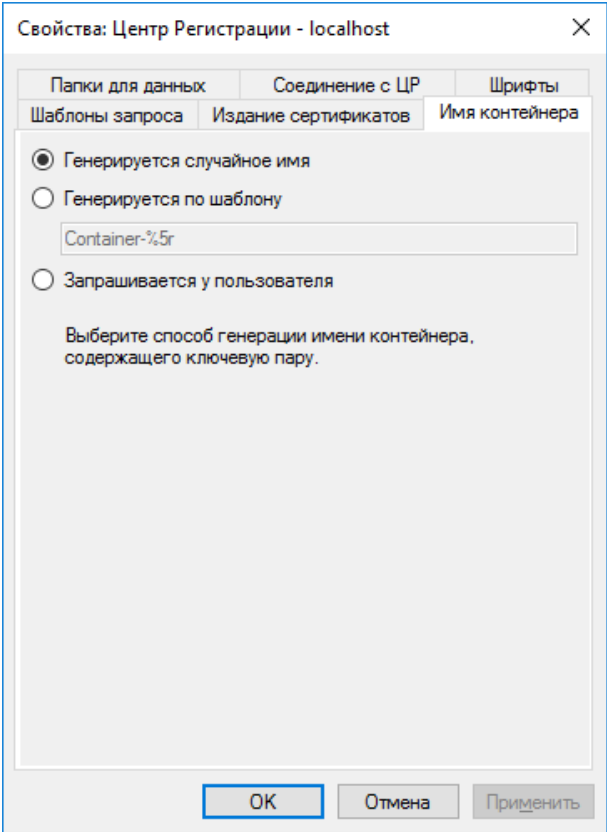 Свойства: Центр Регистрации - localhost
Папки для данных Соединение с ЦР Шрифты
Шаблоны запроса Издание сертификатов Имя контейнера
Генерируется случайное имя
Генерируется по шаблону
Container-%5r
Запрашивается у пользователя
Выберите способ генерации имени контейнера,
содержащего ключевую пару.
OK Отмена Применить